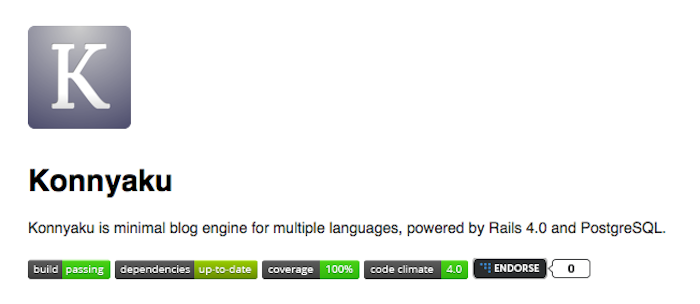 K
Konnyaku
Konnyaku is minimal blog engine for multiple languages, powered by Rails 4.0 and PostgreSQL.
build passing dependencies up-to-date coverage 100% code climate 4.0 ENDORSE 0